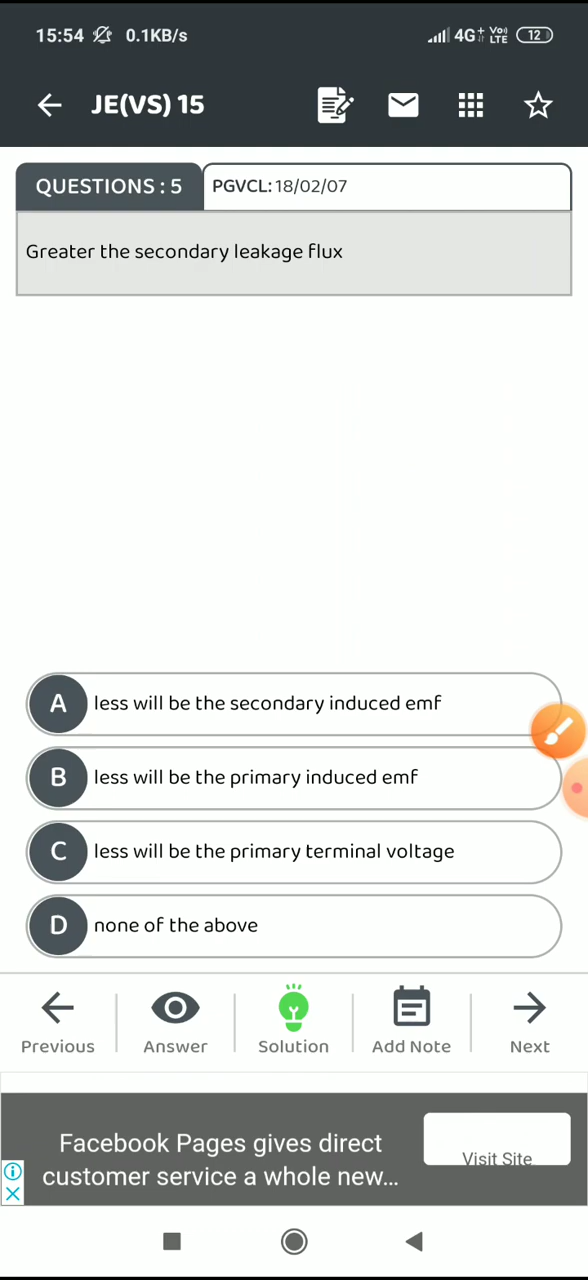 15:54 0.1KB/s 4G+ Vo) LTE 12
JE(VS) 15
QUESTIONS : 5 PGVCL: 18/02/07
Greater the secondary leakage flux
A less will be the secondary induced emf
B less will be the primary induced emf
C less will be the primary terminal voltage
D none of the above
Previous Answer Solution Add Note Next
Facebook Pages gives direct
customer service a whole new...
Visit Site